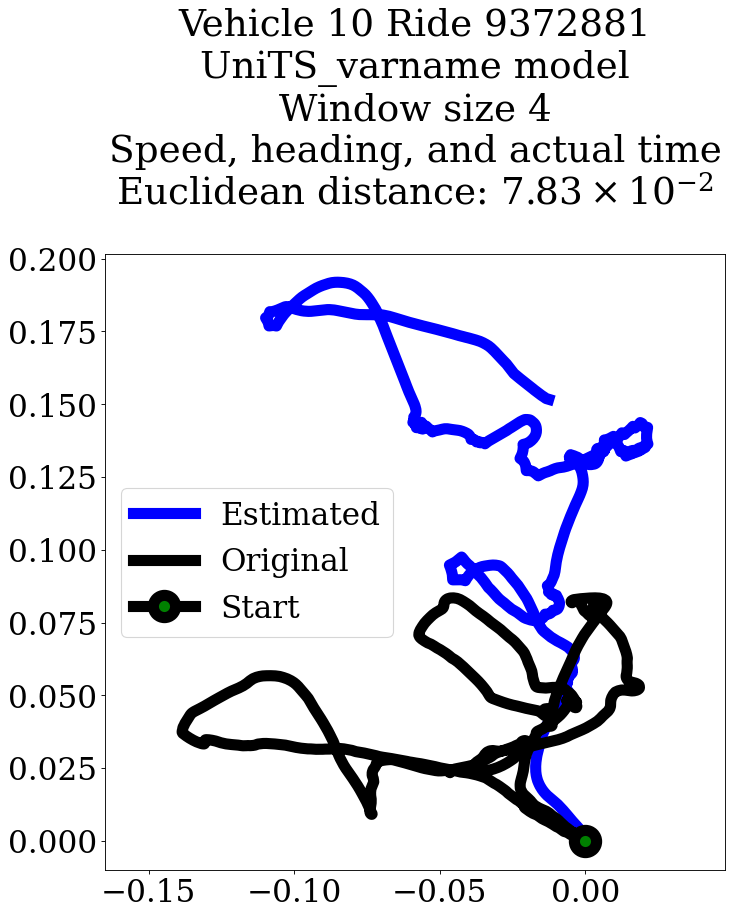 Vehicle 10 Ride 9372881
UniTS_varname model
Window size 4
Speed, heading, and actual time
Euclidean distance: 7.83 × 10⁻²
0.200
0.175
0.150
0.125
0.100
0.075
0.050
0.025
0.000
Estimated
Original
Start
−0.15
−0.10
−0.05
0.00